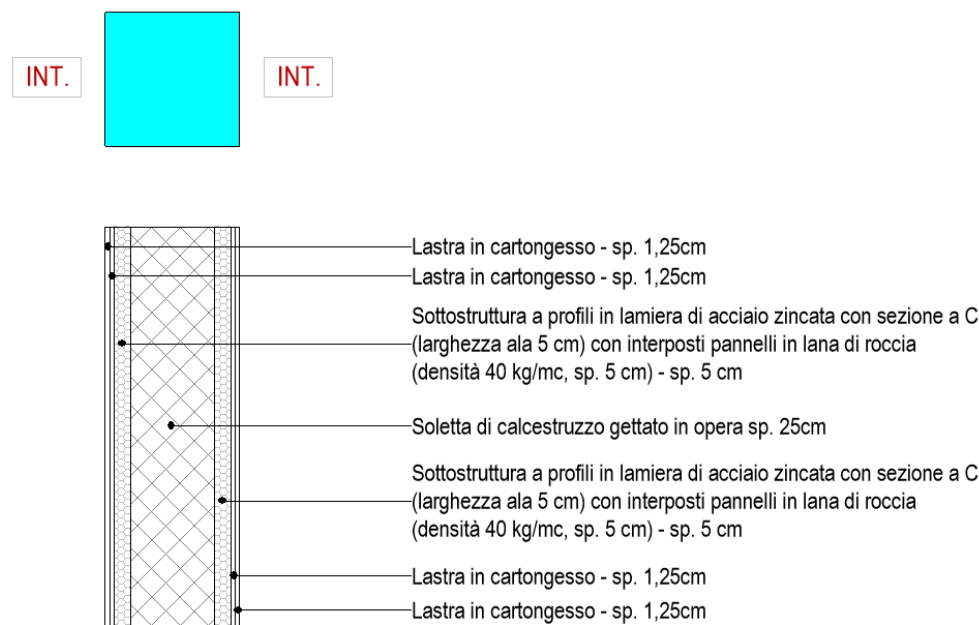 INT.
INT.
Lastra in cartongesso - sp. 1,25cm
Lastra in cartongesso - sp. 1,25cm
Sottostruttura a profili in lamiera di acciaio zincata con sezione a C
(larghezza ala 5 cm) con interposti pannelli in lana di roccia
(densità 40 kg/mc, sp. 5 cm) - sp. 5 cm
Soletta di calcestruzzo gettato in opera sp. 25cm
Sottostruttura a profili in lamiera di acciaio zincata con sezione a C
(larghezza ala 5 cm) con interposti pannelli in lana di roccia
(densità 40 kg/mc, sp. 5 cm) - sp. 5 cm
Lastra in cartongesso - sp. 1,25cm
Lastra in cartongesso - sp. 1,25cm